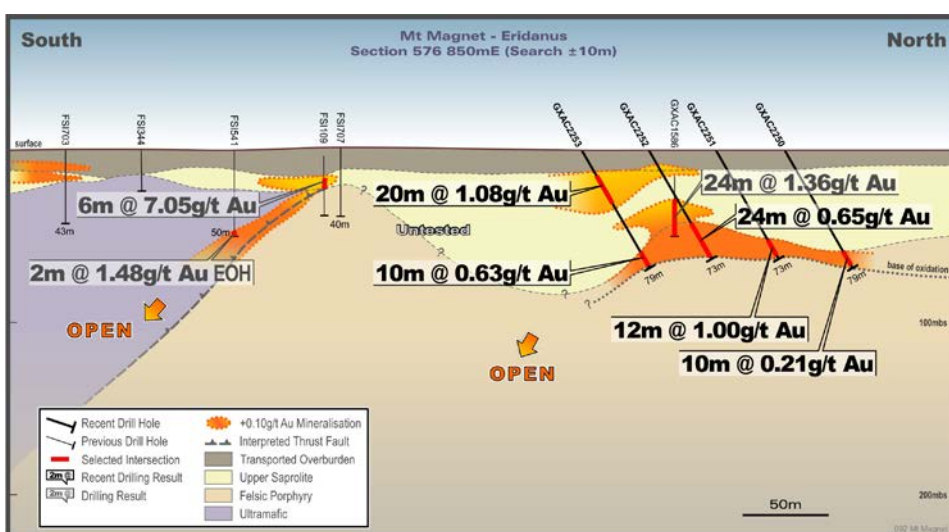 South
Mt Magnet - Eridanus
Section 576 850mE (Search ±10m)
North
FSI703
FSI344
FSI541
FSI109
FSI707
GXAC2253
GXAC2252
GXAC1586
GXAC2251
GXAC2250
surface
6m @ 7.05g/t Au
20m @ 1.08g/t Au
24m @ 1.36g/t Au
24m @ 0.65g/t Au
43m
50m
40m
?
Untested
2m @ 1.48g/t Au EOH
10m @ 0.63g/t Au
79m
73m
73m
79m
?
?
base of oxidation
OPEN
OPEN
12m @ 1.00g/t Au
10m @ 0.21g/t Au
100mbs
Recent Drill Hole
Previous Drill Hole
Selected Intersection
2m @ Recent Drilling Result
2m @ Drilling Result
+0.10g/t Au Mineralisation
Interpreted Thrust Fault
Transported Overburden
Upper Saprolite
Felsic Porphyry
Ultramafic
50m
200mbs
092 Mt Magnet